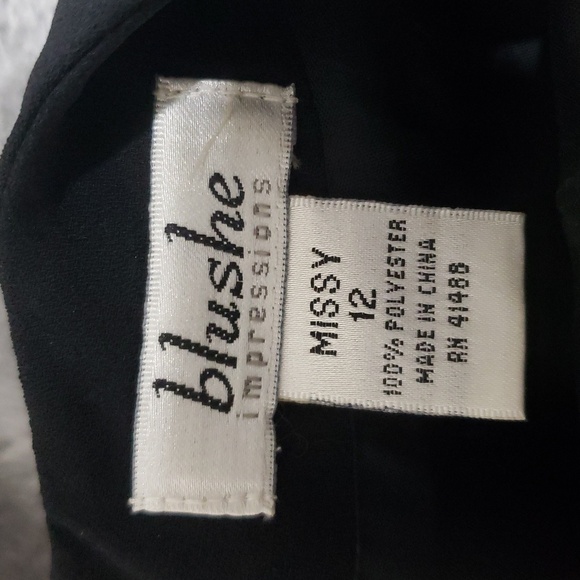 blushe
impressions
MISSY
12
100% POLYESTER
MADE IN CHINA
RN 41488